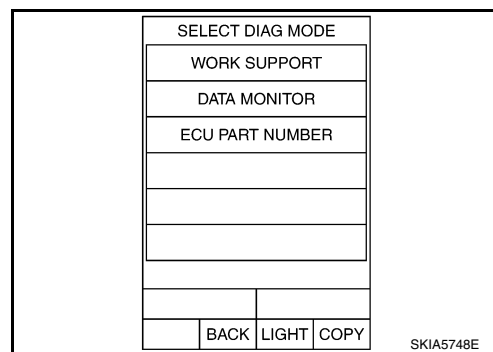 SELECT DIAG MODE
WORK SUPPORT
DATA MONITOR
ECU PART NUMBER
BACK LIGHT COPY
SKIA5748E